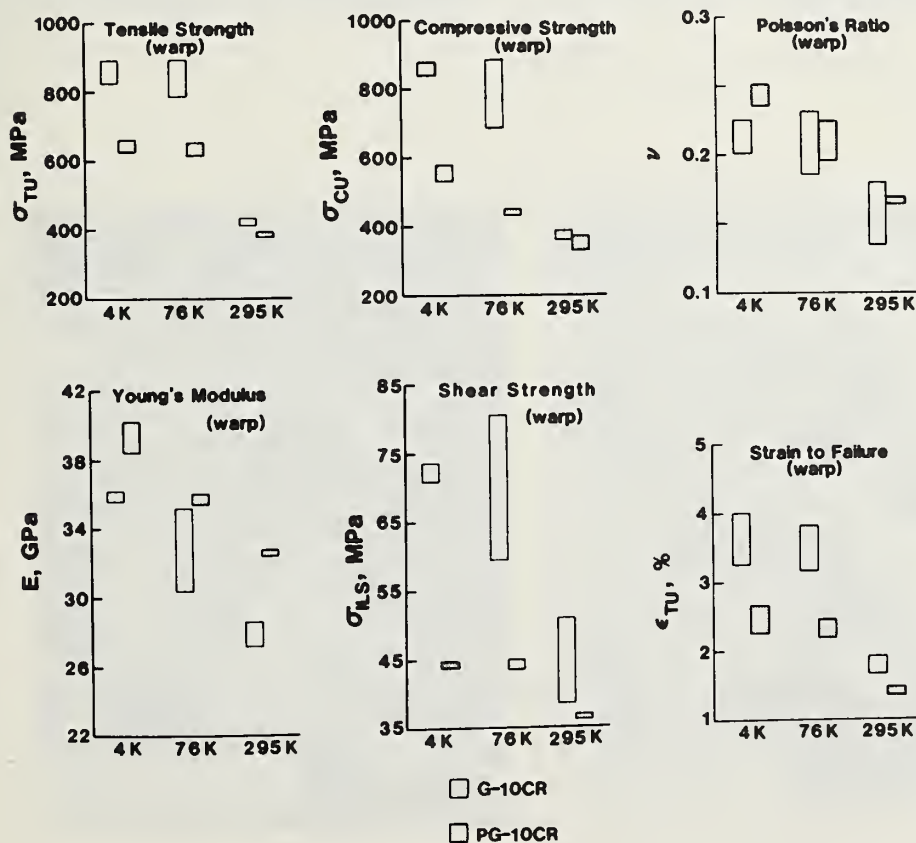 Tensile Strength
(warp)
1000
800
600
400
200
σTU, MPa
4K
76K
295K
Compressive Strength
(warp)
1000
800
600
400
200
σCU, MPa
4K
76K
295K
Poisson's Ratio
(warp)
0.3
0.2
0.1
ν
4K
76K
295K
Young's Modulus
(warp)
42
38
34
30
26
22
E, GPa
4K
76K
295K
Shear Strength
(warp)
85
75
65
55
45
35
σILS, MPa
4K
76K
295K
Strain to Failure
(warp)
5
4
3
2
1
ϵTU, %
4K
76K
295K
G-10CR
PG-10CR